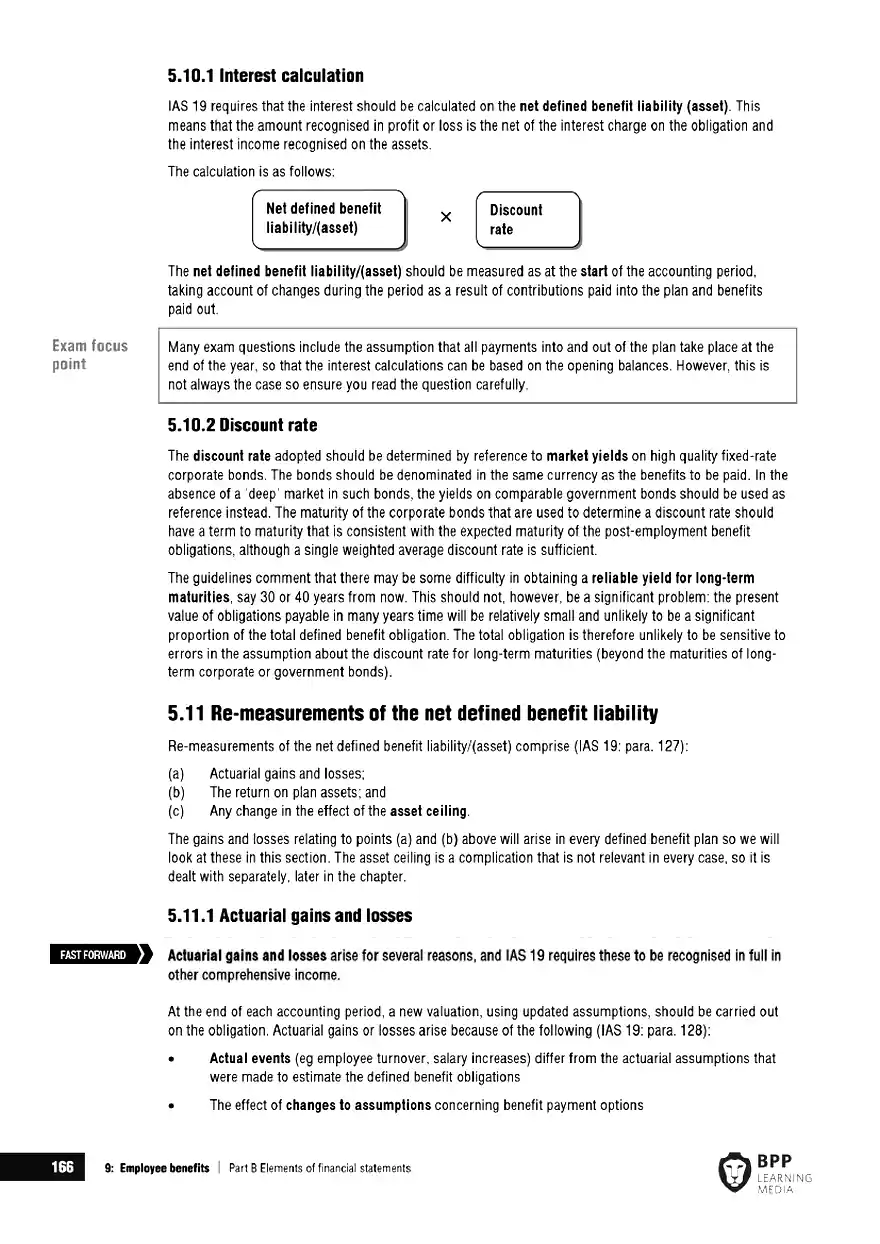 5.10.1 Interest calculation
IAS 19 requires that the interest should be calculated on the net defined benefit liability (asset). This
means that the amount recognised in profit or loss is the net of the interest charge on the obligation and
the interest income recognised on the assets.
The calculation is as follows:
Net defined benefit
liability/(asset)
×
Discount
rate
The net defined benefit liability/(asset) should be measured as at the start of the accounting period,
taking account of changes during the period as a result of contributions paid into the plan and benefits
paid out.
Exam focus
point
Many exam questions include the assumption that all payments into and out of the plan take place at the
end of the year, so that the interest calculations can be based on the opening balances. However, this is
not always the case so ensure you read the question carefully.
5.10.2 Discount rate
The discount rate adopted should be determined by reference to market yields on high quality fixed-rate
corporate bonds. The bonds should be denominated in the same currency as the benefits to be paid. In the
absence of a 'deep' market in such bonds, the yields on comparable government bonds should be used as
reference instead. The maturity of the corporate bonds that are used to determine a discount rate should
have a term to maturity that is consistent with the expected maturity of the post-employment benefit
obligations, although a single weighted average discount rate is sufficient.
The guidelines comment that there may be some difficulty in obtaining a reliable yield for long-term
maturities, say 30 or 40 years from now. This should not, however, be a significant problem: the present
value of obligations payable in many years time will be relatively small and unlikely to be a significant
proportion of the total defined benefit obligation. The total obligation is therefore unlikely to be sensitive to
errors in the assumption about the discount rate for long-term maturities (beyond the maturities of long-
term corporate or government bonds).
5.11 Re-measurements of the net defined benefit liability
Re-measurements of the net defined benefit liability/(asset) comprise (IAS 19: para. 127):
(a) Actuarial gains and losses;
(b) The return on plan assets; and
(c) Any change in the effect of the asset ceiling.
The gains and losses relating to points (a) and (b) above will arise in every defined benefit plan so we will
look at these in this section. The asset ceiling is a complication that is not relevant in every case, so it is
dealt with separately, later in the chapter.
5.11.1 Actuarial gains and losses
FAST FORWARD
Actuarial gains and losses arise for several reasons, and IAS 19 requires these to be recognised in full in
other comprehensive income.
At the end of each accounting period, a new valuation, using updated assumptions, should be carried out
on the obligation. Actuarial gains or losses arise because of the following (IAS 19: para. 128):
• Actual events (eg employee turnover, salary increases) differ from the actuarial assumptions that
were made to estimate the defined benefit obligations
• The effect of changes to assumptions concerning benefit payment options
166 9: Employee benefits | Part B Elements of financial statements
BPP
LEARNING
MEDIA